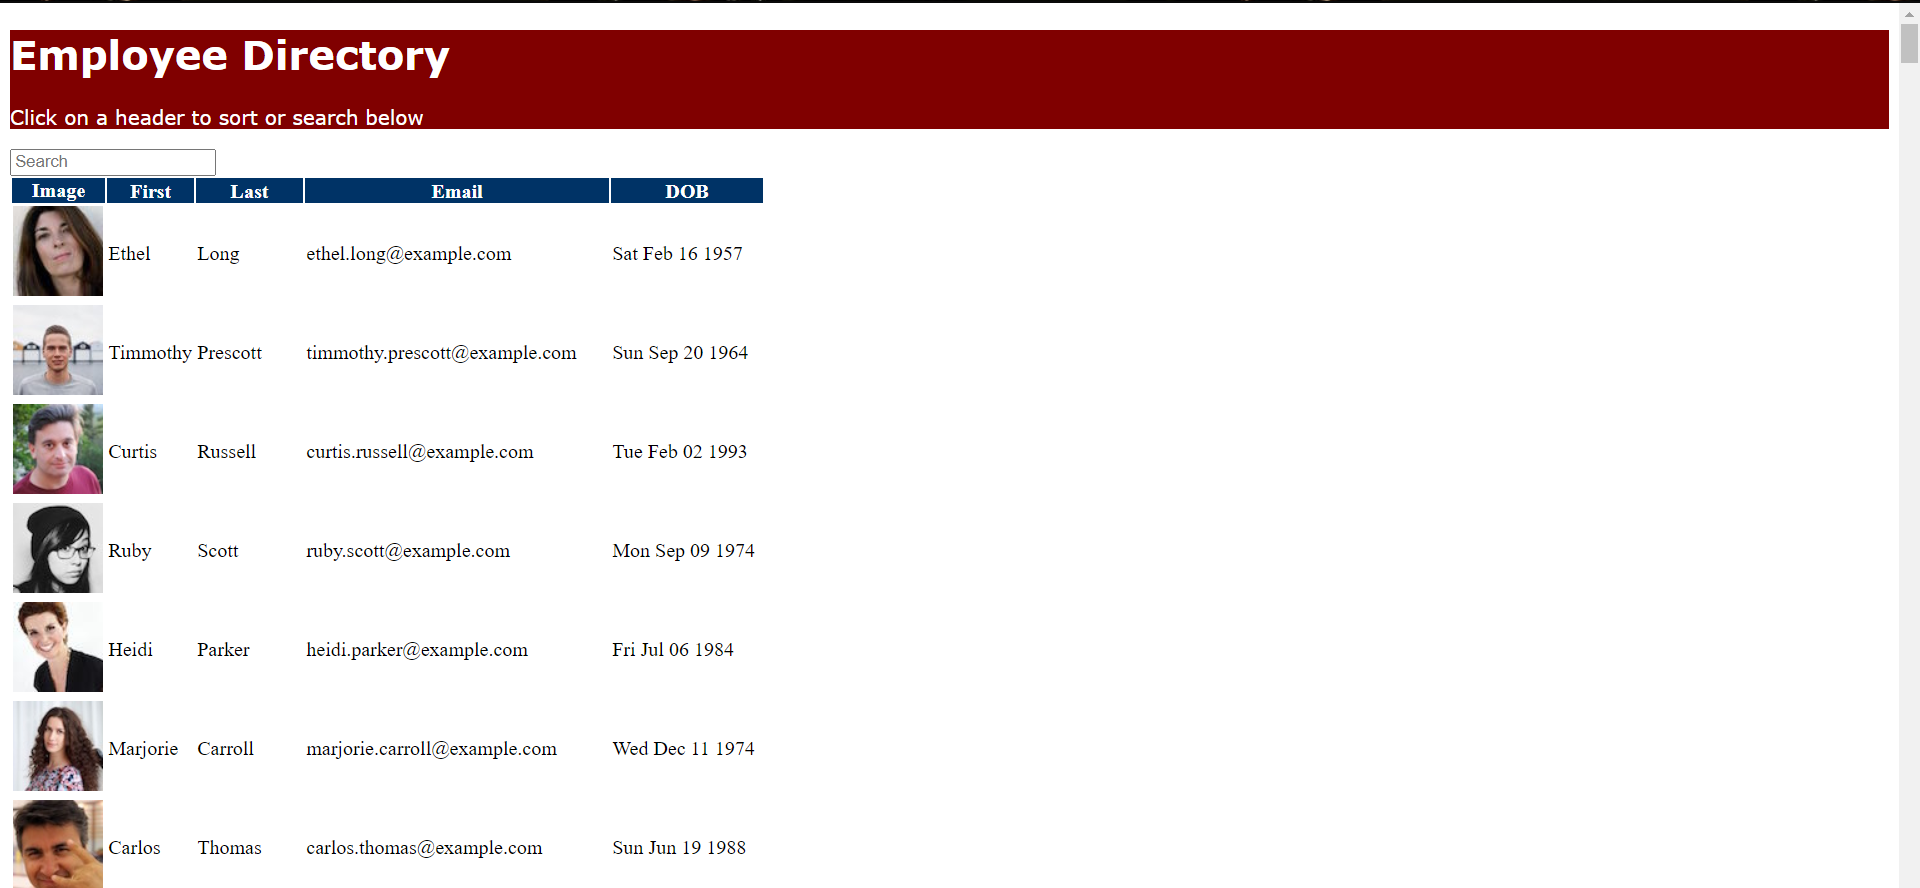 Employee Directory
Click on a header to sort or search below
Search
Image First Last Email DOB
Ethel Long ethel.long@example.com Sat Feb 16 1957
Timmothy Prescott timmothy.prescott@example.com Sun Sep 20 1964
Curtis Russell curtis.russell@example.com Tue Feb 02 1993
Ruby Scott ruby.scott@example.com Mon Sep 09 1974
Heidi Parker heidi.parker@example.com Fri Jul 06 1984
Marjorie Carroll marjorie.carroll@example.com Wed Dec 11 1974
Carlos Thomas carlos.thomas@example.com Sun Jun 19 1988